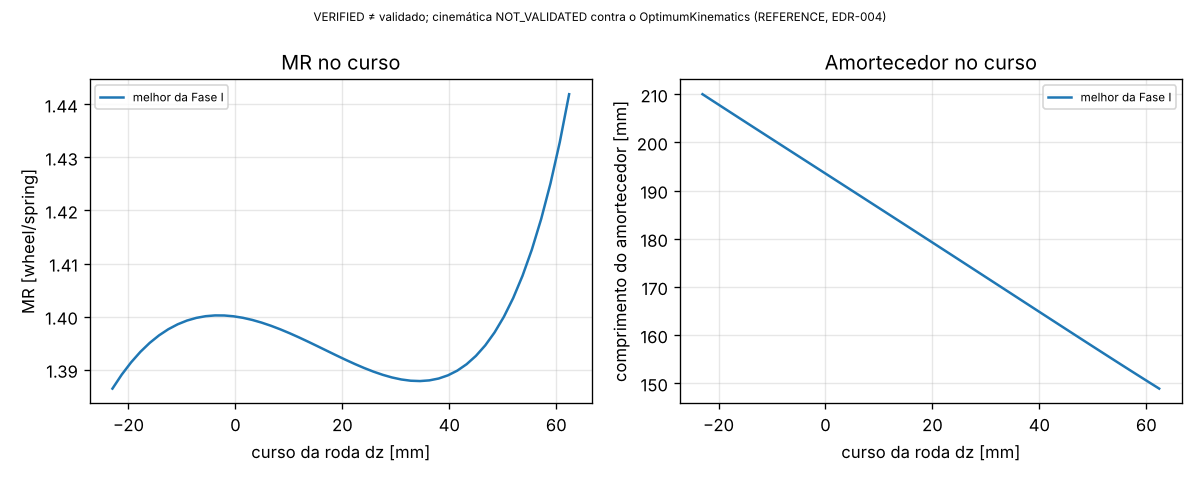 VERIFIED ≠ validado; cinemática NOT_VALIDATED contra o OptimumKinematics (REFERENCE, EDR-004)
MR no curso
melhor da Fase I
MR [wheel/spring]
1.44
1.43
1.42
1.41
1.40
1.39
−20
0
20
40
60
curso da roda dz [mm]
Amortecedor no curso
melhor da Fase I
comprimento do amortecedor [mm]
210
200
190
180
170
160
150
−20
0
20
40
60
curso da roda dz [mm]